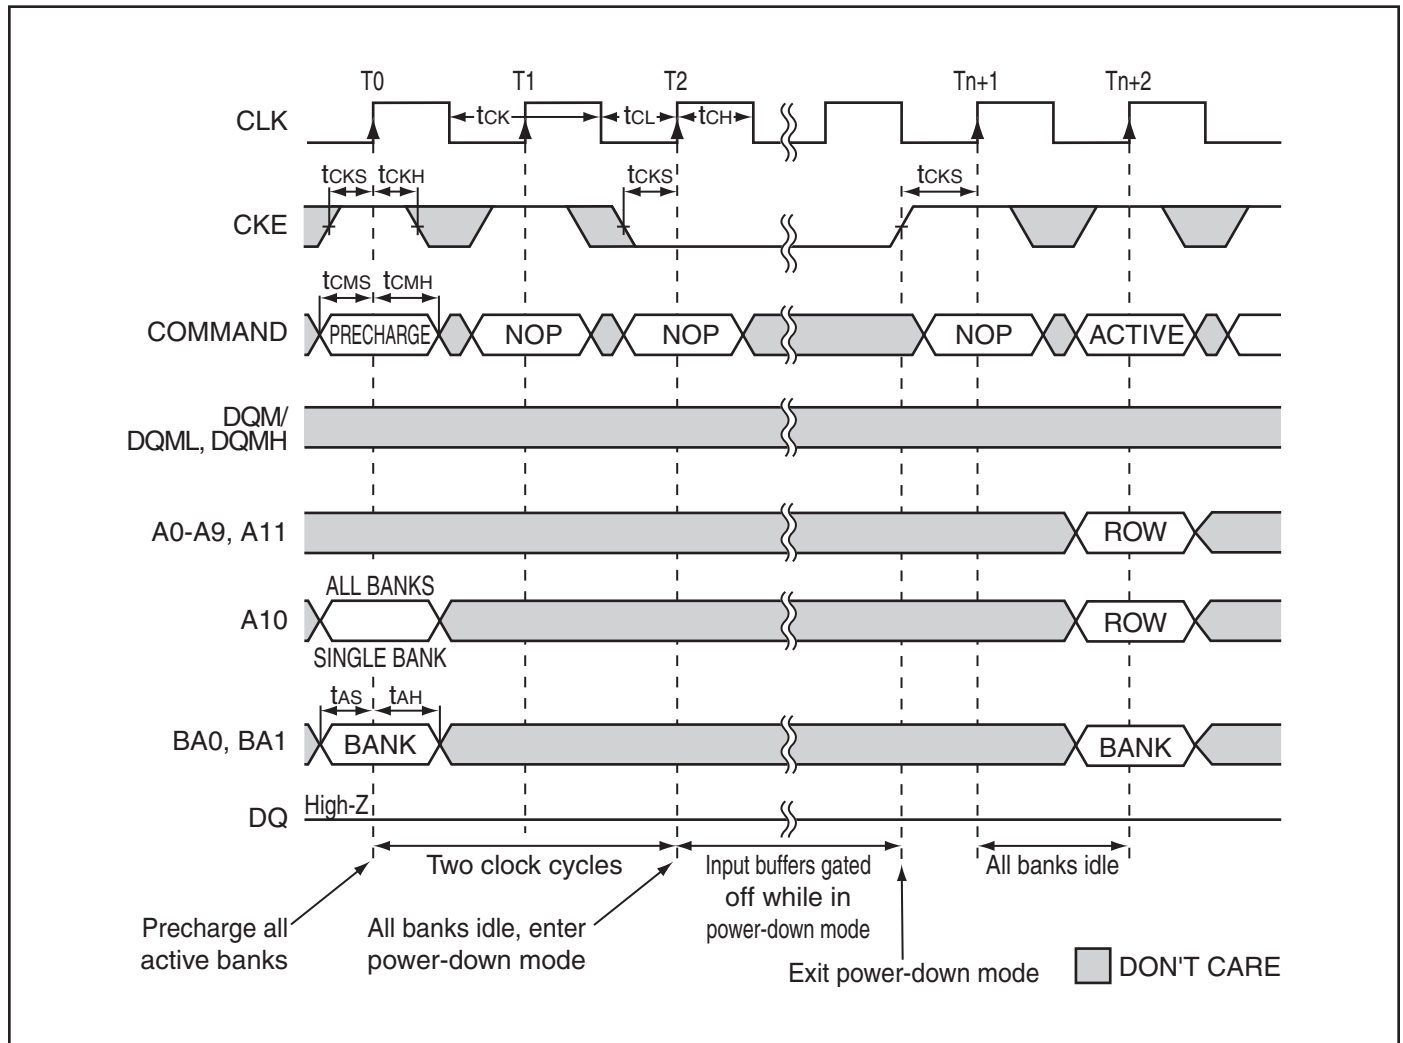 T0 T1 T2 Tn+1 Tn+2
CLK tCK tCL tCH
tCKS tCKH tCKS tCKS
CKE
tCMS tCMH
COMMAND PRECHARGE NOP NOP NOP ACTIVE
DQM/
DQML, DQMH
A0-A9, A11 ROW
ALL BANKS
A10 ROW
SINGLE BANK
tAS tAH
BA0, BA1 BANK BANK
DQ High-Z
Two clock cycles
Input buffers gated
off while in
power-down mode
All banks idle
Precharge all
active banks
All banks idle, enter
power-down mode
Exit power-down mode
DON'T CARE